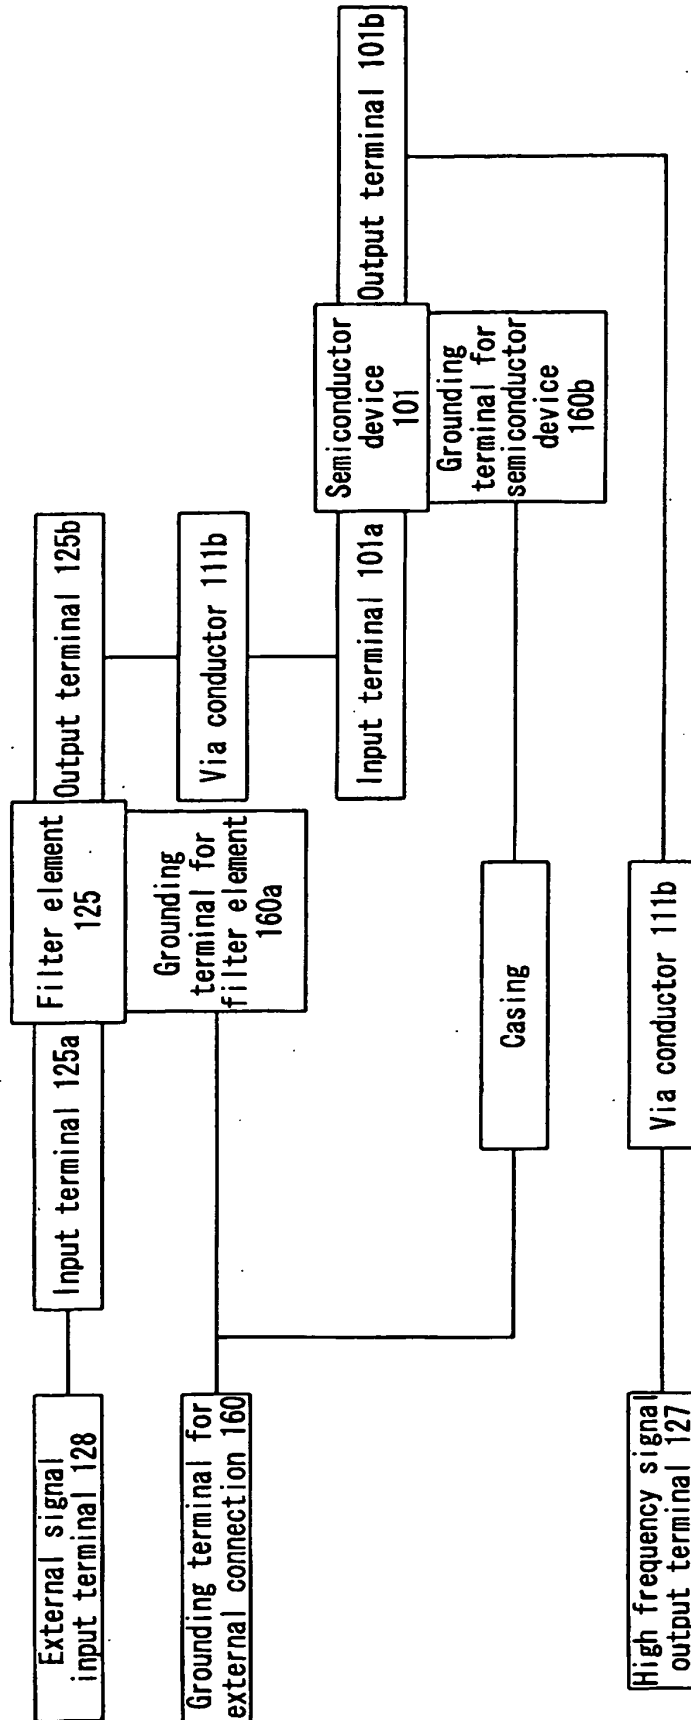 External signal
input terminal 128
Input terminal 125a
Filter element
125
Output terminal 125b
Grounding terminal for
external connection 160
Grounding
terminal for
filter element
160a
Via conductor 111b
Input terminal 101a
Semiconductor
device
101
Output terminal 101b
Grounding
terminal for
semiconductor
device
160b
Casing
High frequency signal
output terminal 127
Via conductor 111b